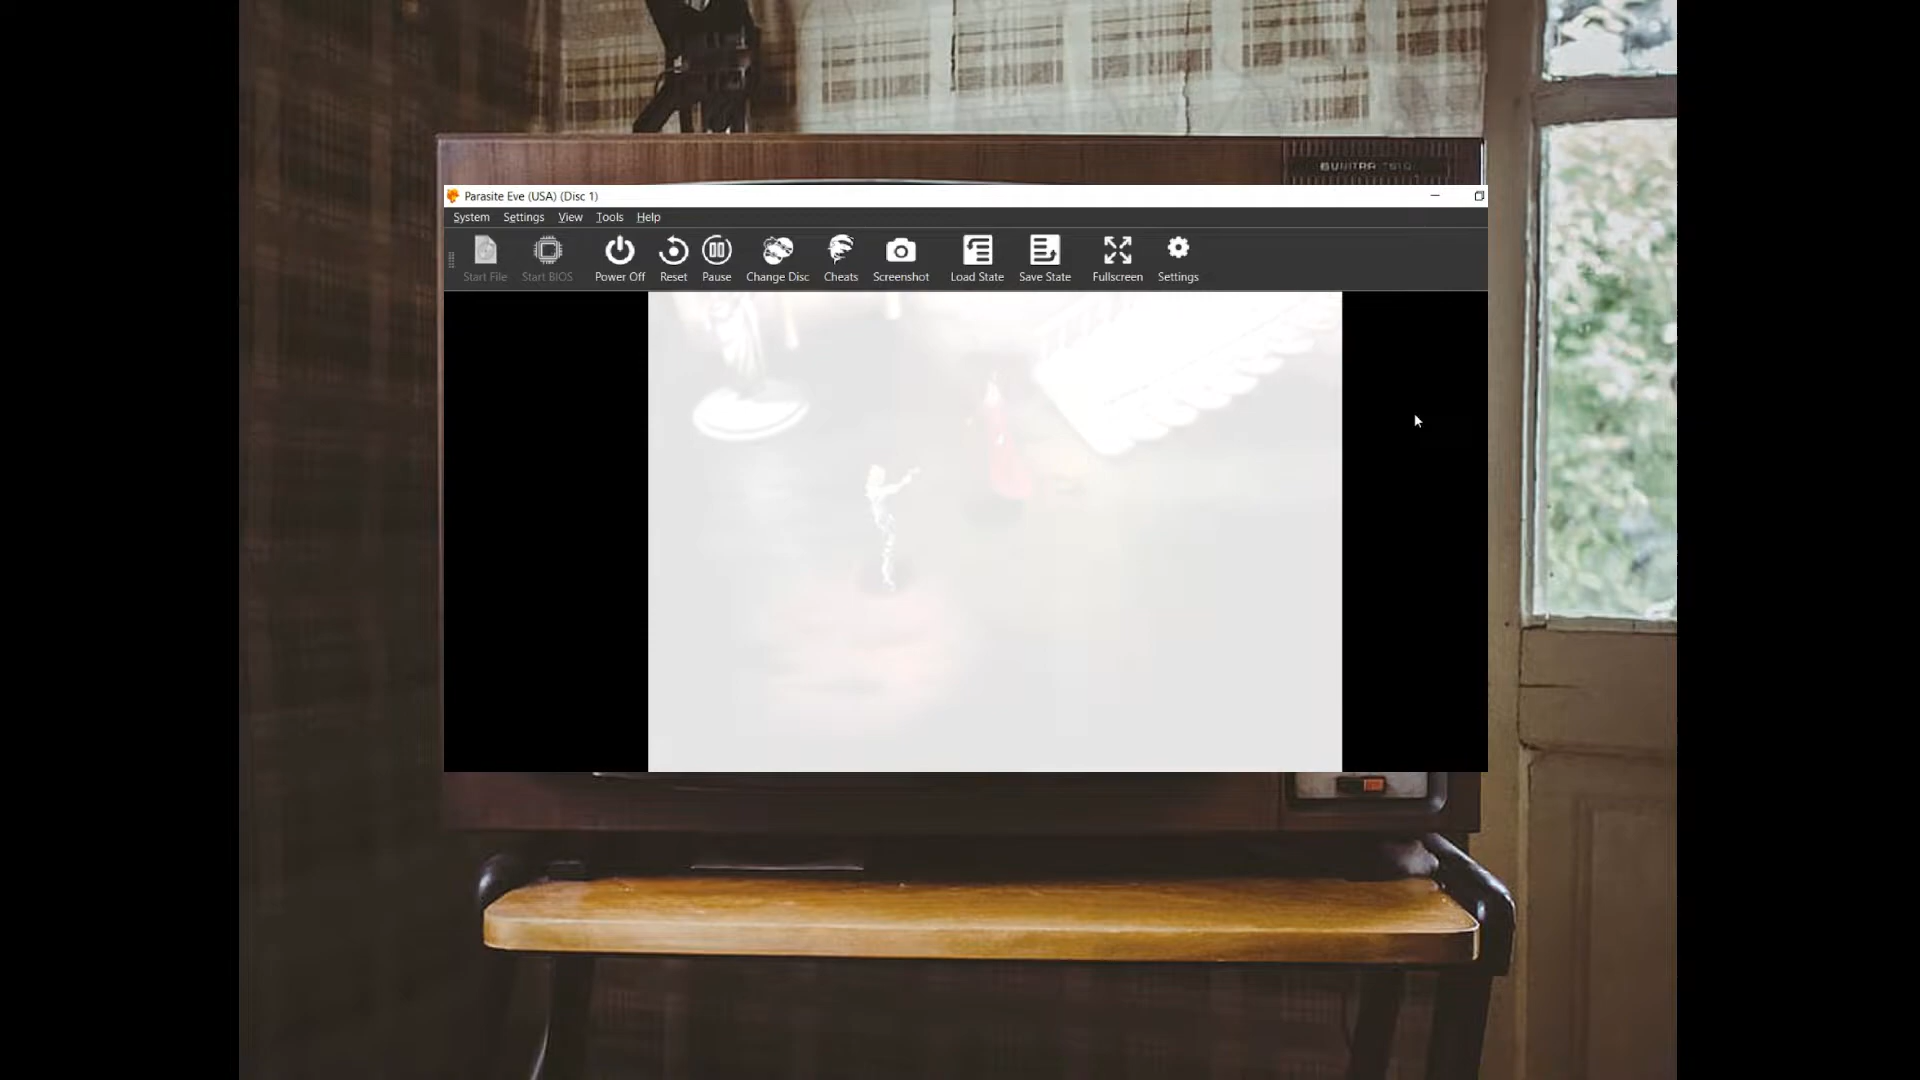 Parasite Eve (USA) (Disc 1)
System Settings View Tools Help
Start File Start BIOS Power Off Reset Pause Change Disc Cheats Screenshot Load State Save State Fullscreen Settings